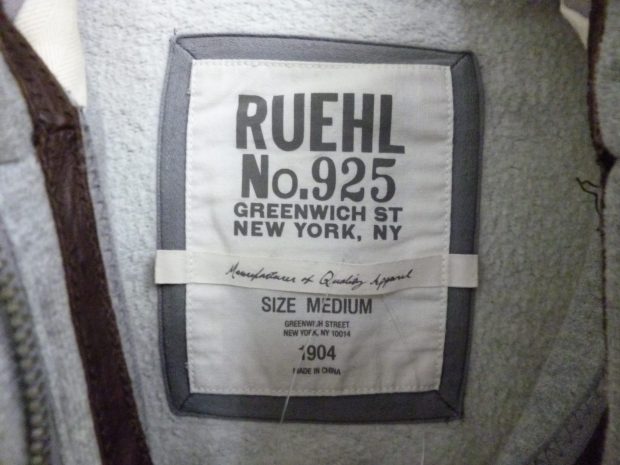 RUEHL
No.925
GREENWICH ST
NEW YORK, NY
Manufacturer of Quality Apparel
SIZE MEDIUM
GREENWICH STREET
NEW YORK, NY 10014
1904
MADE IN CHINA